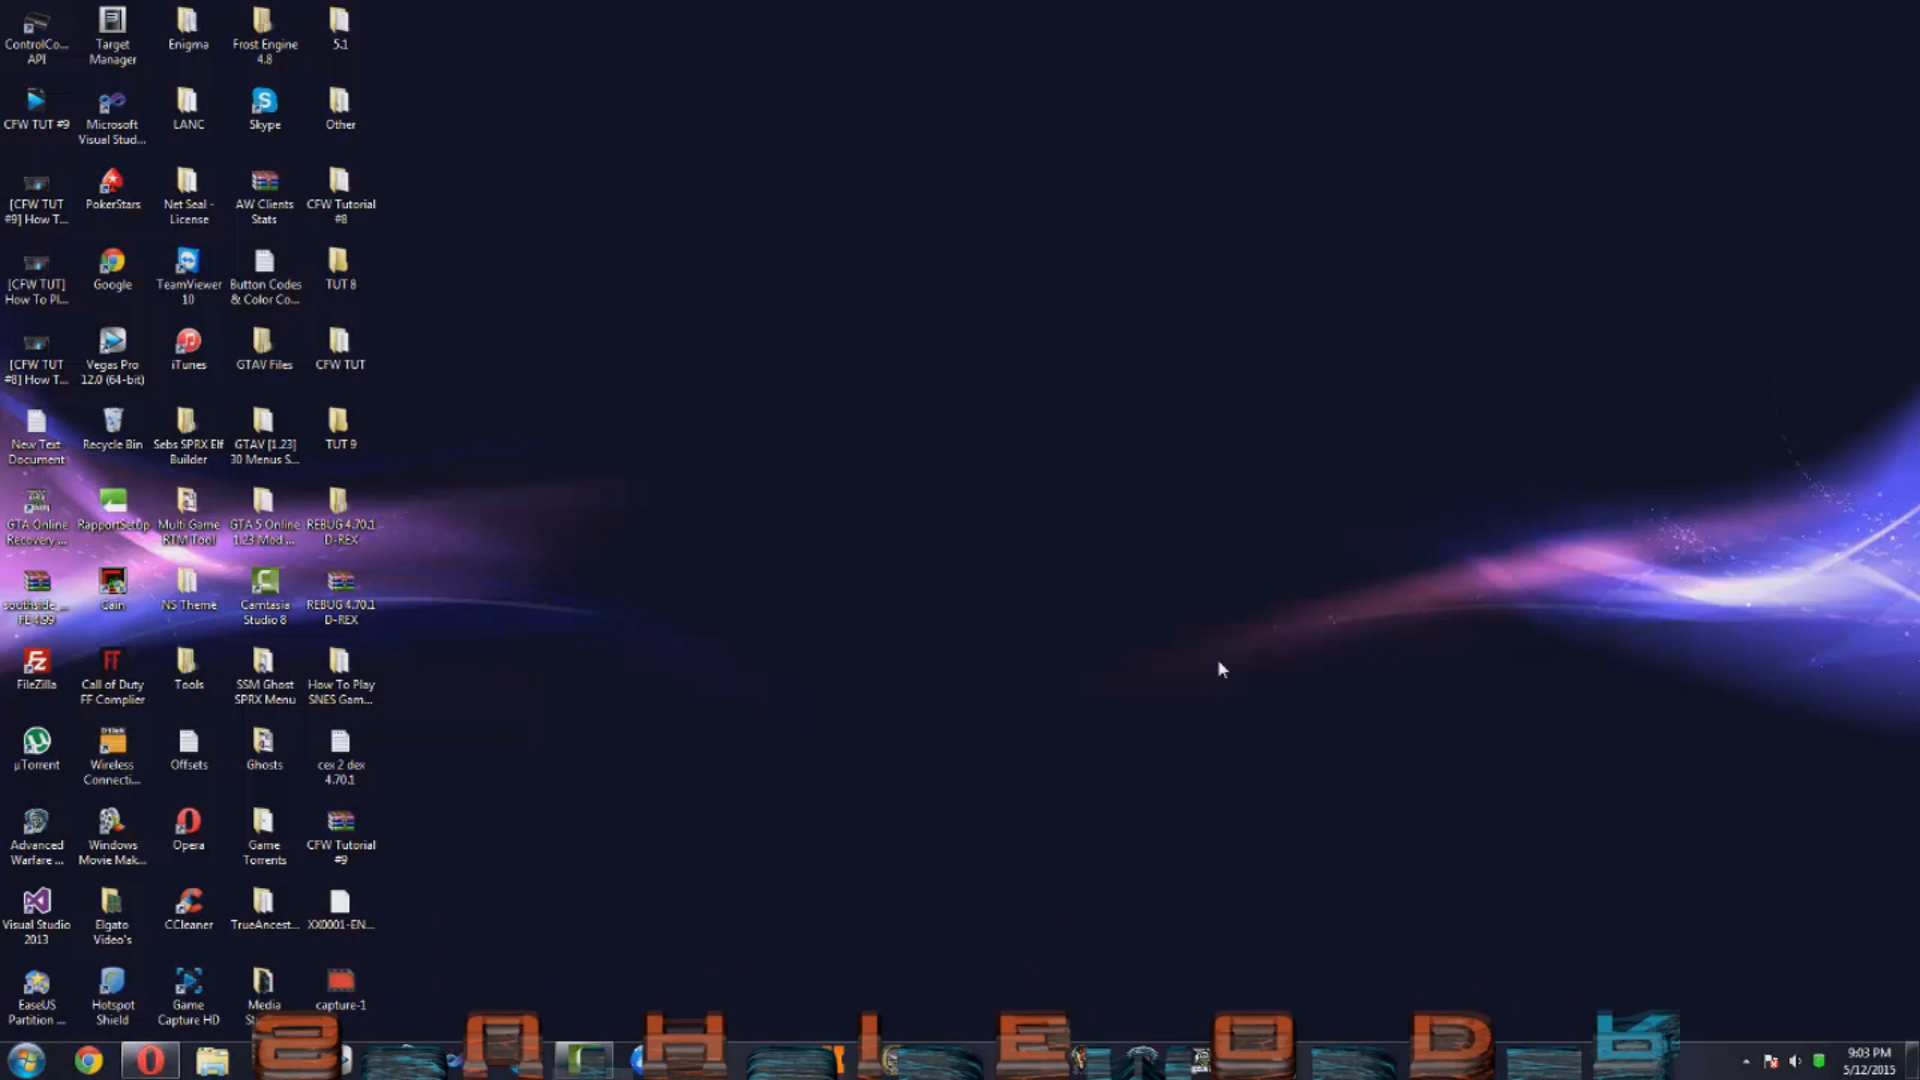 ControlCo...
API
Target
Manager
Enigma
Frost Engine
4.8
5.1
CFW TUT #9
Microsoft
Visual Stud...
LANC
Skype
Other
[CFW TUT
#9] How T...
PokerStars
Net Seal -
License
AW Clients
Stats
CFW Tutorial
#8
[CFW TUT]
How To Pl...
Google
TeamViewer
10
Button Codes
& Color Co...
TUT 8
[CFW TUT
#8] How T...
Vegas Pro
12.0 (64-bit)
iTunes
GTAV Files
CFW TUT
New Text
Document
Recycle Bin
Sebs SPRX Elf
Builder
GTAV [1.23]
30 Menus S...
TUT 9
GTA Online
Recovery ...
RapportSetup
Multi Game
RTM Tool
GTA 5 Online
1.23 Mod ...
REBUG 4.70.1
D-REX
southside_...
FE 4.99
Cain
NS Theme
Camtasia
Studio 8
REBUG 4.70.1
D-REX
FileZilla
Call of Duty
FF Complier
Tools
SSM Ghost
SPRX Menu
How To Play
SNES Gam...
µTorrent
Wireless
Connecti...
Offsets
Ghosts
cex 2 dex
4.70.1
Advanced
Warfare ...
Windows
Movie Mak...
Opera
Game
Torrents
CFW Tutorial
#9
Visual Studio
2013
Elgato
Video's
CCleaner
TrueAncest...
XX0001-EN...
EaseUS
Partition ...
Hotspot
Shield
Game
Capture HD
Media
capture-1
9:03 PM
5/12/2015